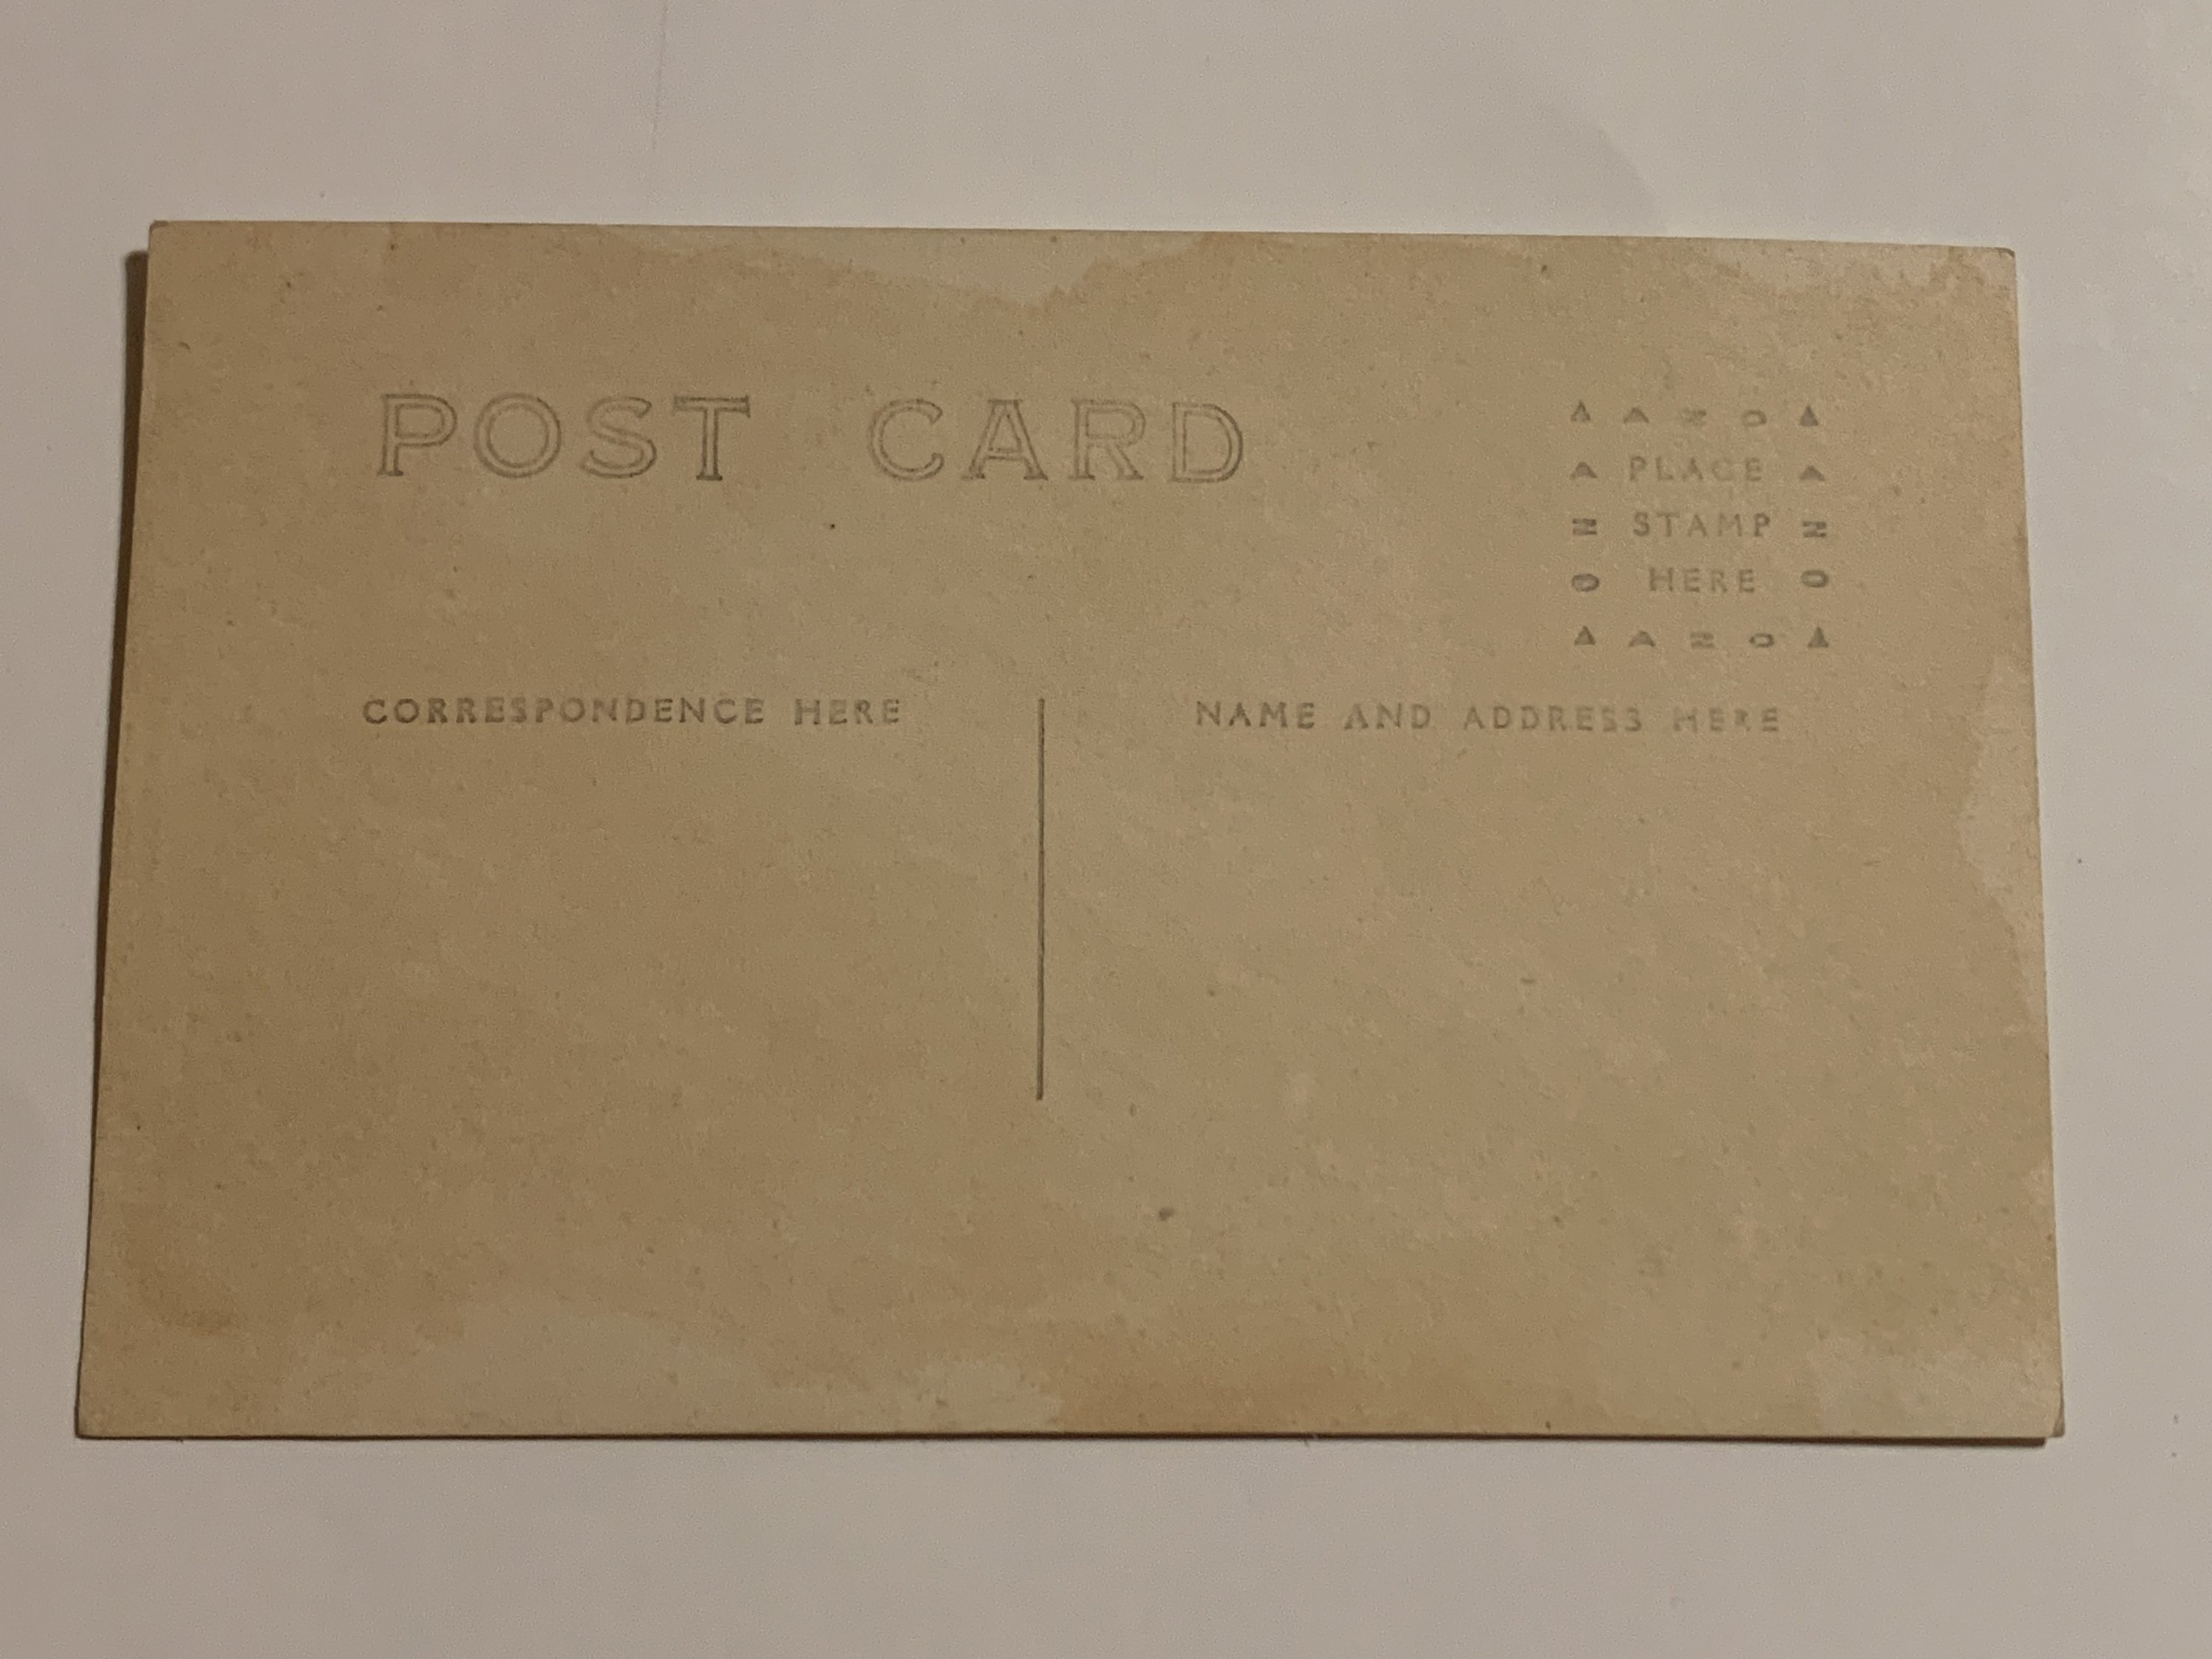 POST CARD
▲ A Z O ▲
A PLACE A
Z STAMP Z
O HERE O
▲ A Z O ▲
CORRESPONDENCE HERE
NAME AND ADDRESS HERE